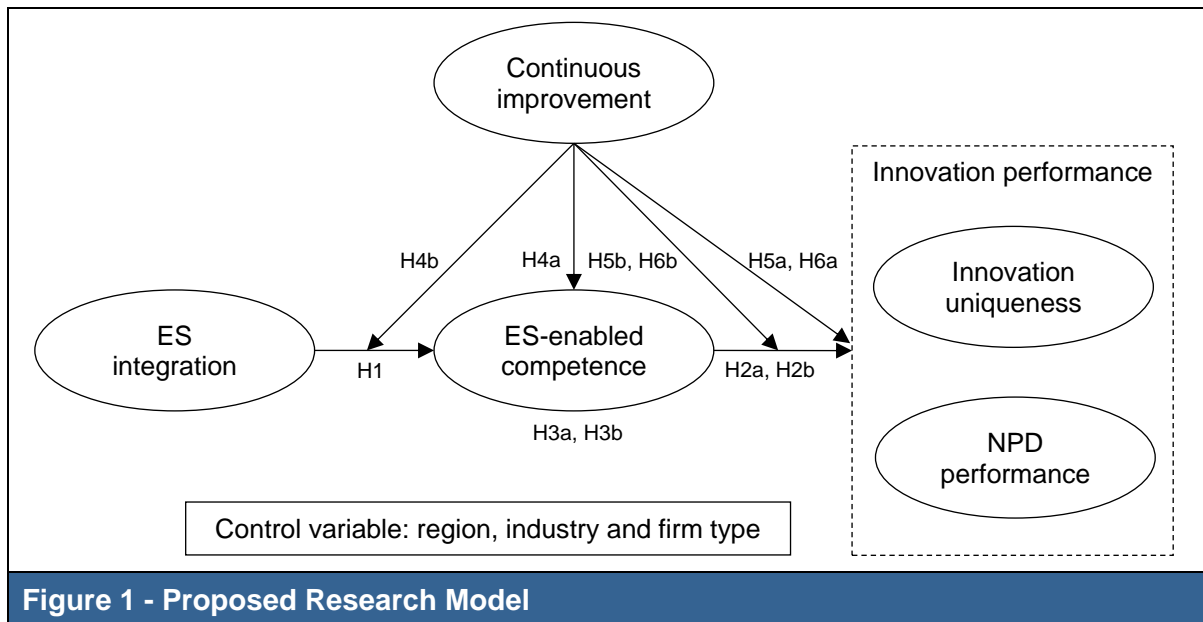 Continuous
improvement
Innovation performance
H4b
H4a
H5b, H6b
H5a, H6a
Innovation
uniqueness
ES
integration
H1
ES-enabled
competence
H2a, H2b
H3a, H3b
NPD
performance
Control variable: region, industry and firm type
Figure 1 - Proposed Research Model